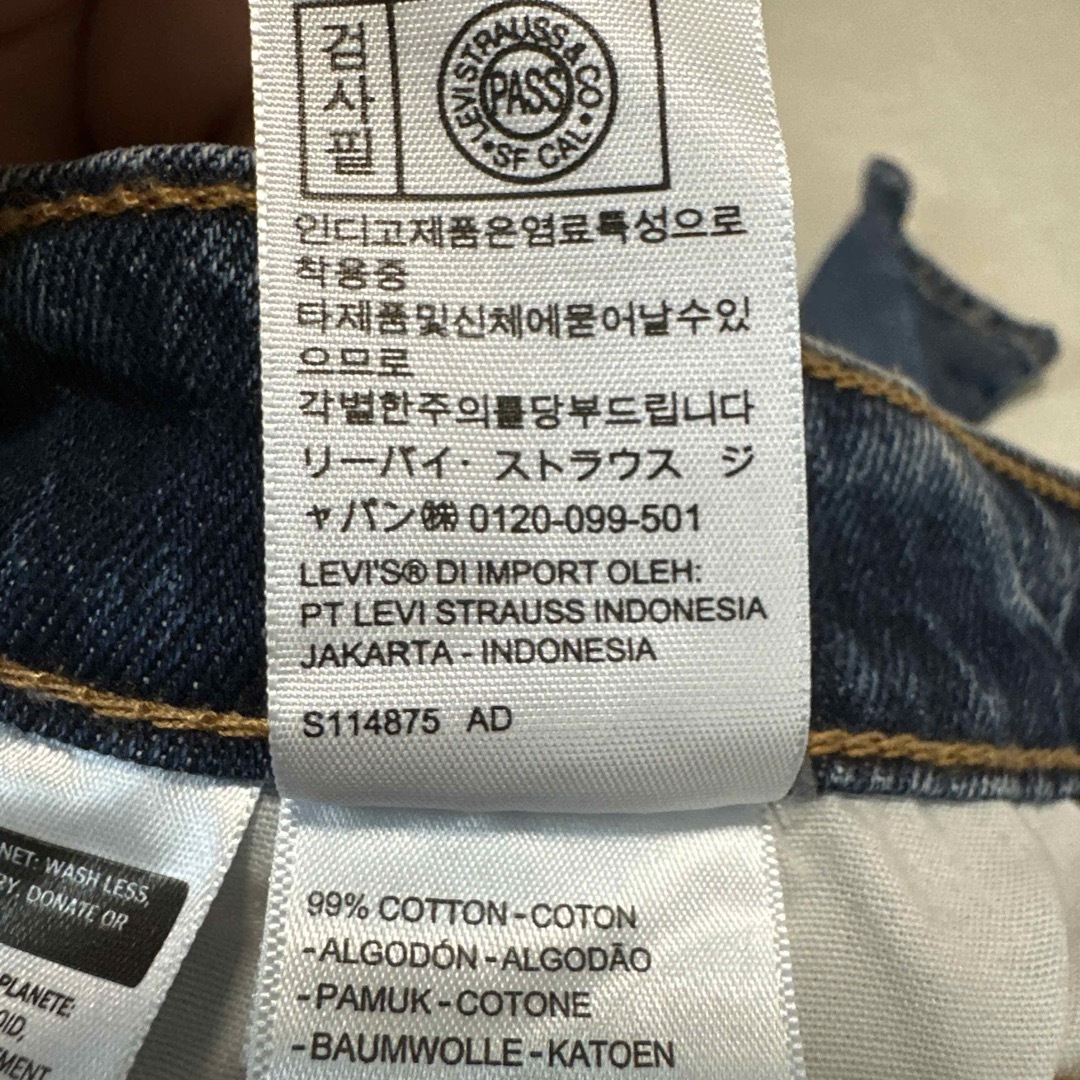 검사필
LEVI STRAUSS & CO
PASS
SF CAL
인디고제품은염료특성으로
착용중
타제품및신체에묻어날수있
으므로
각별한주의를당부드립니다
リーバイ・ストラウス ジ
ャパン㈱ 0120-099-501
LEVI'S® DI IMPORT OLEH:
PT LEVI STRAUSS INDONESIA
JAKARTA - INDONESIA
S114875 AD
99% COTTON - COTON
- ALGODÓN - ALGODÃO
- PAMUK - COTONE
- BAUMWOLLE - KATOEN
NET: WASH LESS,
DONATE OR
PLANETE: